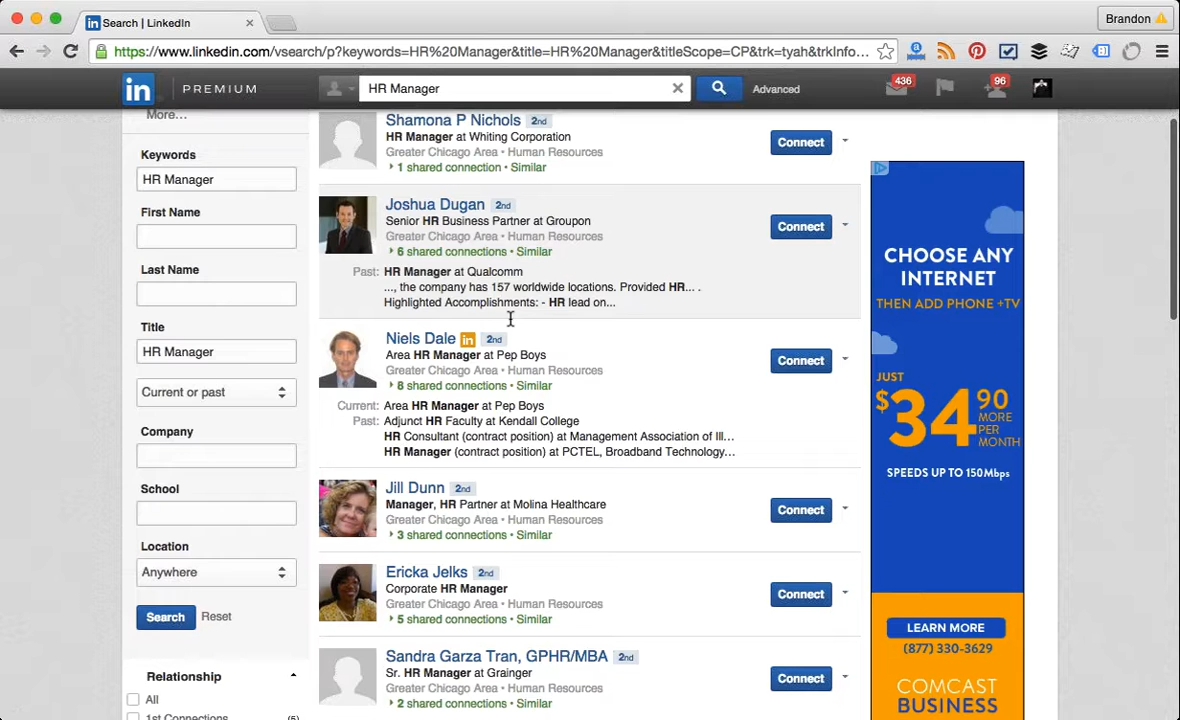 Search | LinkedIn
Brandon
https://www.linkedin.com/vsearch/p?keywords=HR%20Manager&title=HR%20Manager&titleScope=CP&trk=tyah&trkInfo...
in
PREMIUM
HR Manager
Advanced
436
96
More...
Keywords
HR Manager
First Name
Last Name
Title
HR Manager
Current or past
Company
School
Location
Anywhere
Search Reset
Relationship
All
1st Connections (5)
Shamona P Nichols 2nd
HR Manager at Whiting Corporation
Greater Chicago Area • Human Resources
1 shared connection • Similar
Connect
Joshua Dugan 2nd
Senior HR Business Partner at Groupon
Greater Chicago Area • Human Resources
6 shared connections • Similar
Past: HR Manager at Qualcomm
..., the company has 157 worldwide locations. Provided HR... .
Highlighted Accomplishments: - HR lead on...
Connect
Niels Dale in 2nd
Area HR Manager at Pep Boys
Greater Chicago Area • Human Resources
8 shared connections • Similar
Current: Area HR Manager at Pep Boys
Past: Adjunct HR Faculty at Kendall College
HR Consultant (contract position) at Management Association of Ill...
HR Manager (contract position) at PCTEL, Broadband Technology...
Connect
Jill Dunn 2nd
Manager, HR Partner at Molina Healthcare
Greater Chicago Area • Human Resources
3 shared connections • Similar
Connect
Ericka Jelks 2nd
Corporate HR Manager
Greater Chicago Area • Human Resources
5 shared connections • Similar
Connect
Sandra Garza Tran, GPHR/MBA 2nd
Sr. HR Manager at Grainger
Greater Chicago Area • Human Resources
2 shared connections • Similar
Connect
CHOOSE ANY
INTERNET
THEN ADD PHONE +TV
JUST
$34 90
MORE
PER
MONTH
SPEEDS UP TO 150Mbps
LEARN MORE
(877) 330-3629
COMCAST
BUSINESS